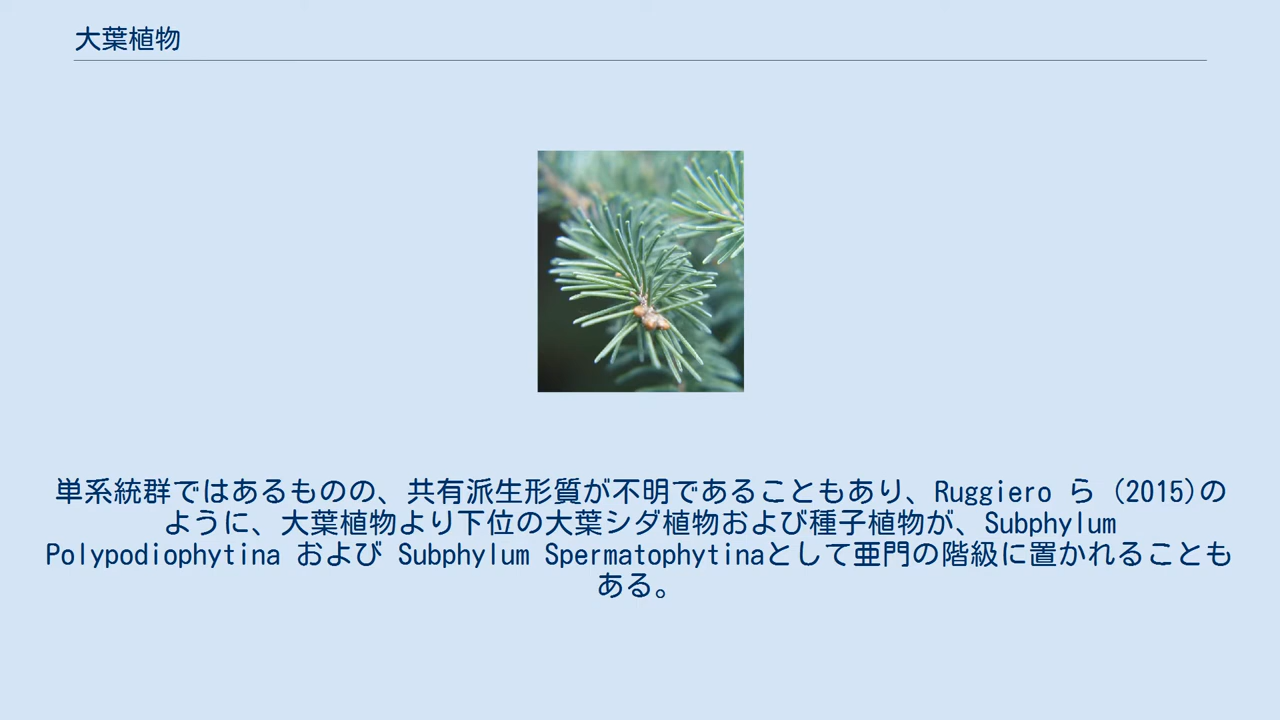 大葉植物
単系統群ではあるものの、共有派生形質が不明であることもあり、Ruggiero ら (2015)の
ように、大葉植物より下位の大葉シダ植物および種子植物が、Subphylum
Polypodiophytina および Subphylum Spermatophytinaとして亜門の階級に置かれることも
ある。